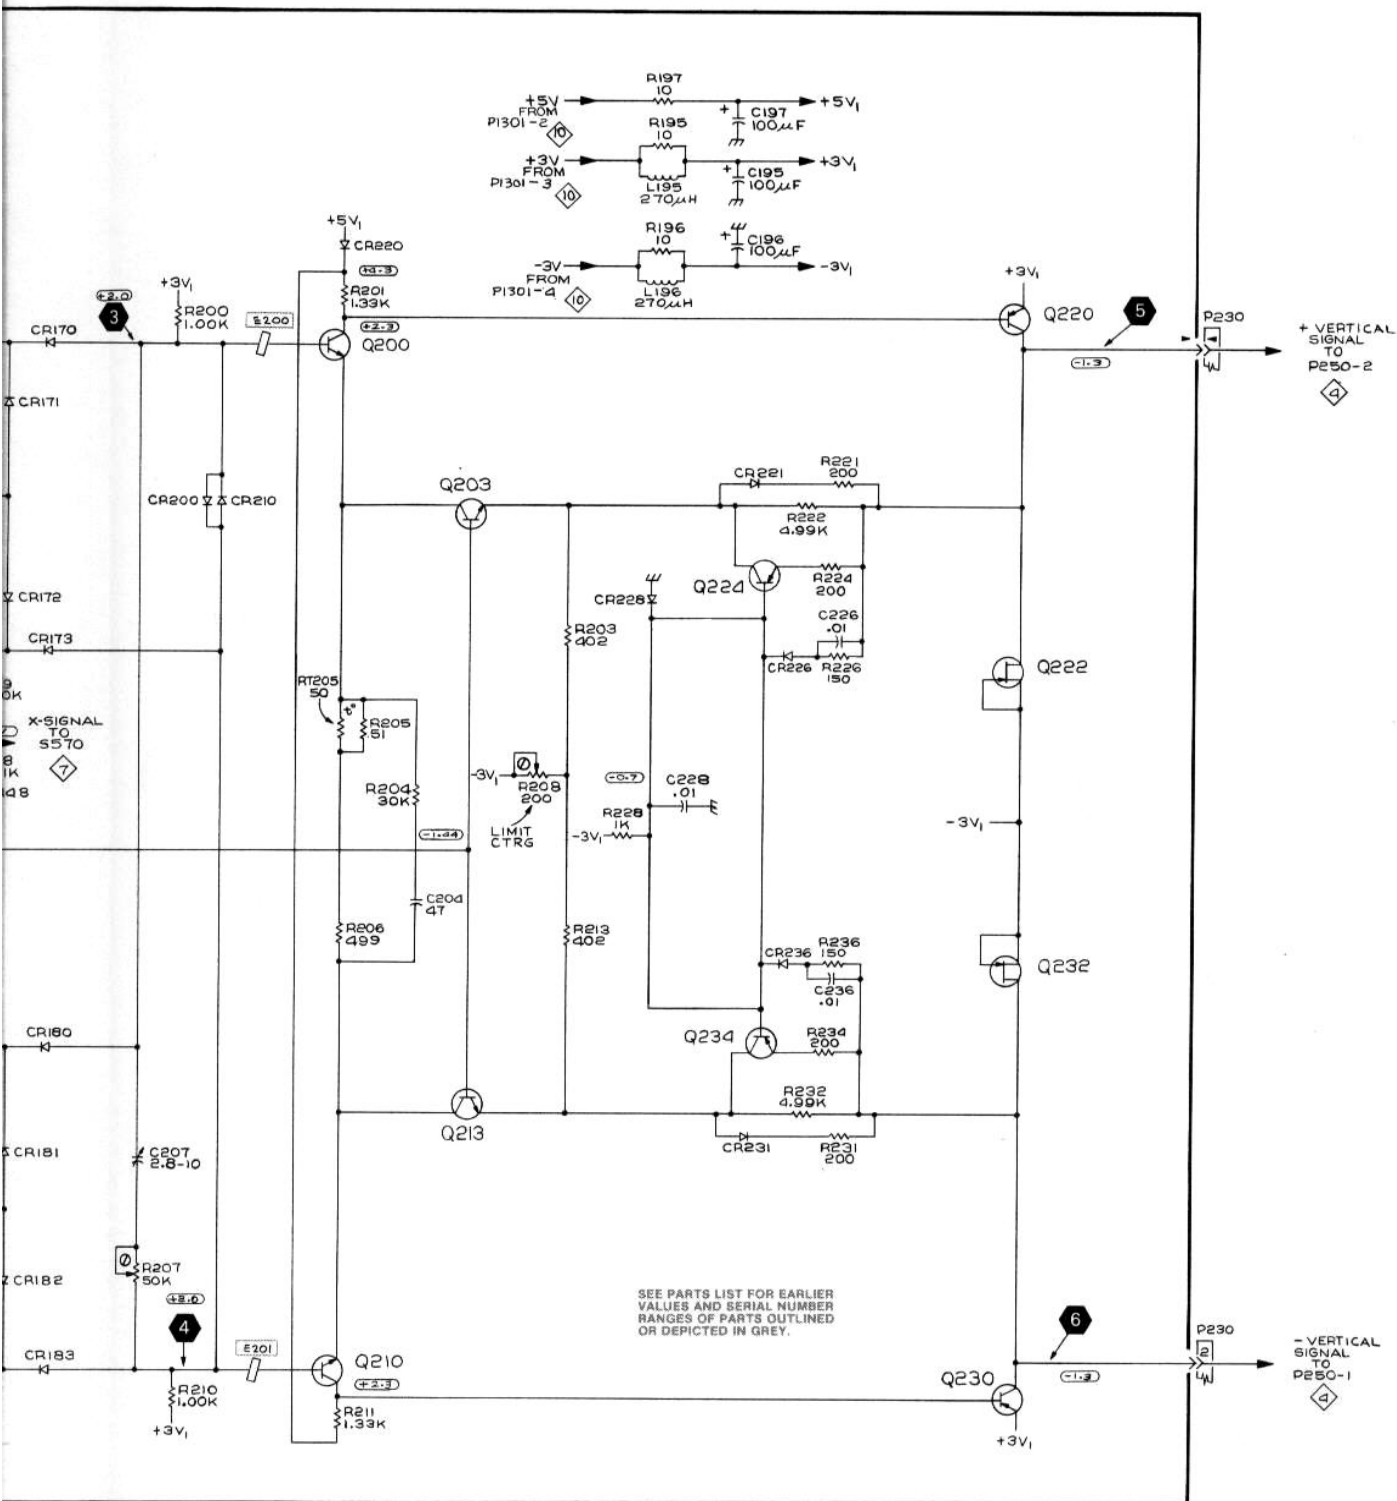 R197
10
+5V
FROM
P1301-2
10
+5V1
+
C197
100µF
R195
10
+3V
FROM
P1301-3
10
+3V1
+
C195
100µF
L195
270µH
R196
10
+
C196
100µF
-3V
FROM
P1301-4
10
-3V1
L196
270µH
+5V1
CR220
+4.3
R201
1.33K
+2.3
Q200
+3V1
R200
1.00K
E200
+2.0
3
CR170
CR171
+3V1
Q220
5
-1.3
P230
+ VERTICAL
SIGNAL
TO
P250-2
4
CR200
CR210
Q203
CR221
R221
200
R222
4.99K
Q224
R224
200
CR228
C226
.01
CR226
R226
150
R203
402
Q222
CR172
CR173
9
0K
X-SIGNAL
TO
S570
7
8
1K
148
RT205
50
t°
R205
51
R204
30K
-3V1
R208
200
LIMIT
CTRG
-0.7
C228
.01
R228
1K
-3V1
-3V1
-1.44
C204
47
R206
499
R213
402
CR236
R236
150
C236
.01
Q232
Q234
R234
200
R232
4.99K
CR231
R231
200
Q213
CR180
CR181
C207
2.8-10
CR182
R207
50K
4
CR183
E201
Q210
+2.3
R210
1.00K
+3V1
R211
1.33K
SEE PARTS LIST FOR EARLIER
VALUES AND SERIAL NUMBER
RANGES OF PARTS OUTLINED
OR DEPICTED IN GREY.
6
-1.3
Q230
+3V1
P230
2
- VERTICAL
SIGNAL
TO
P250-1
4